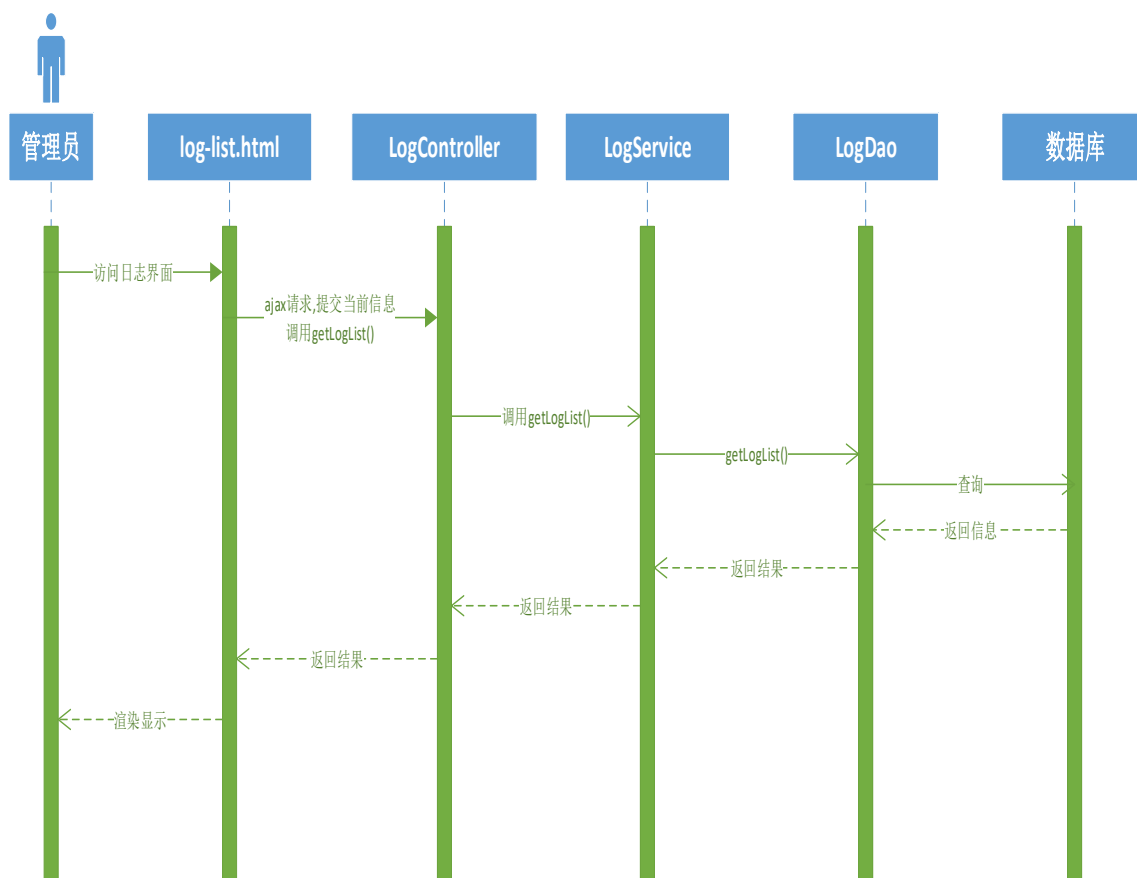 管理员
log-list.html
LogController
LogService
LogDao
数据库
访问日志界面
ajax请求,提交当前信息
调用getLogList()
调用getLogList()
getLogList()
查询
返回信息
返回结果
返回结果
返回结果
渲染显示